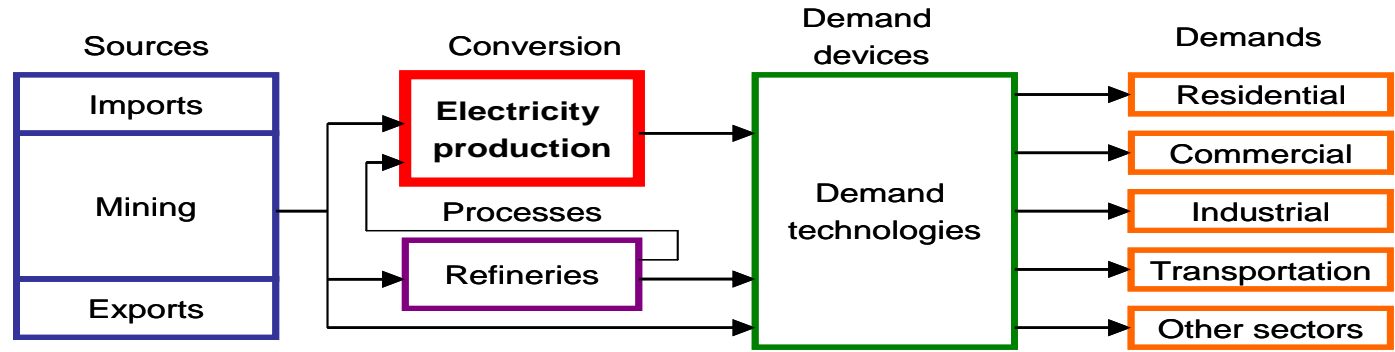 Sources
Imports
Mining
Exports
Conversion
Electricity
production
Processes
Refineries
Demand
devices
Demand
technologies
Demands
Residential
Commercial
Industrial
Transportation
Other sectors